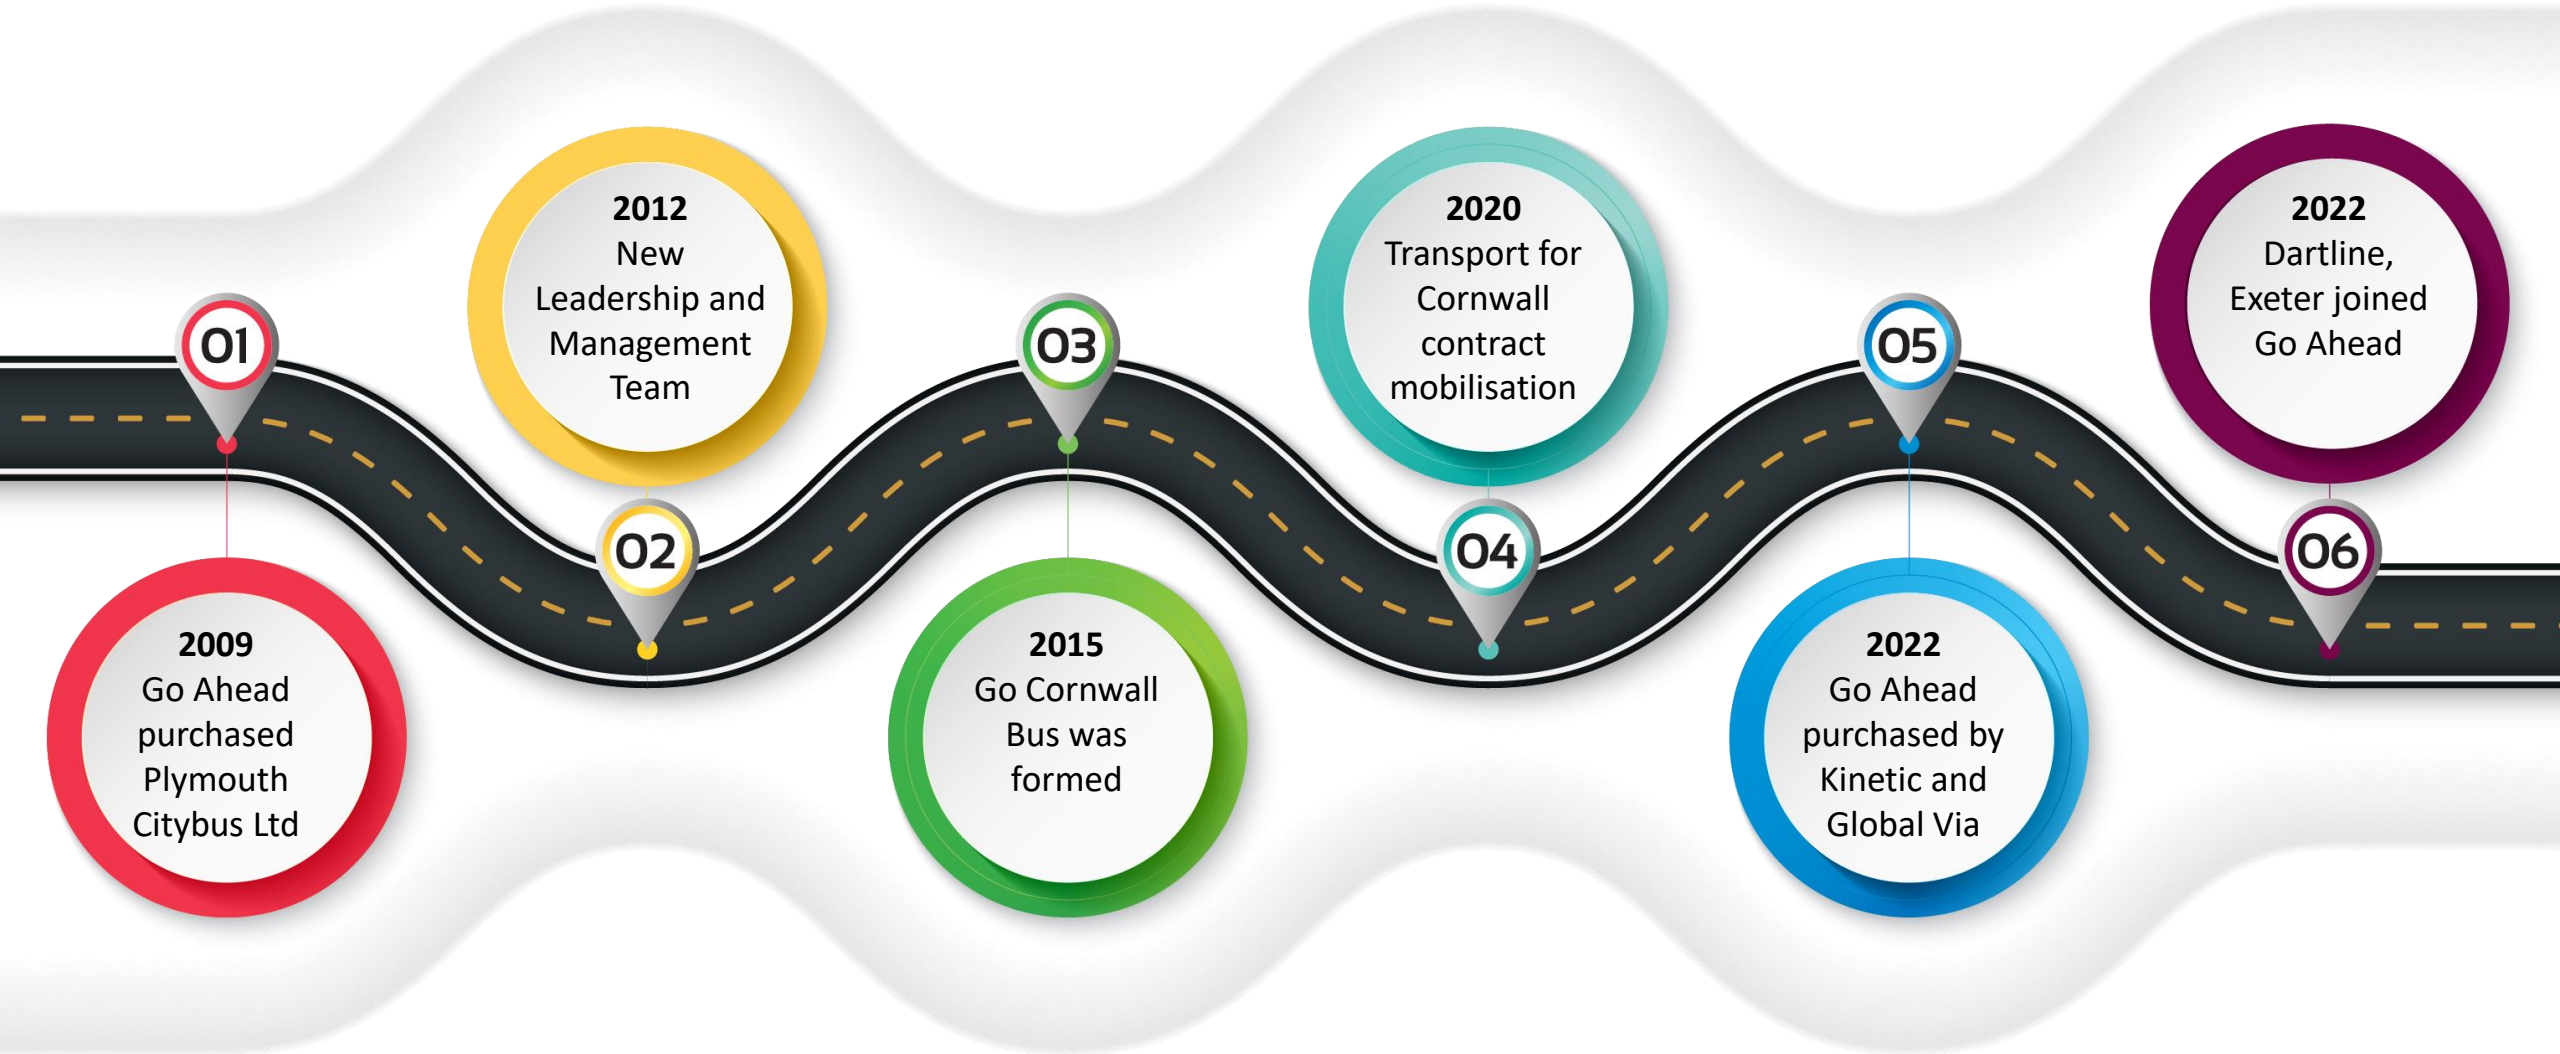 01
2009
Go Ahead
purchased
Plymouth
Citybus Ltd
02
2012
New
Leadership and
Management
Team
03
2015
Go Cornwall
Bus was
formed
04
2020
Transport for
Cornwall
contract
mobilisation
05
2022
Go Ahead
purchased by
Kinetic and
Global Via
06
2022
Dartline,
Exeter joined
Go Ahead